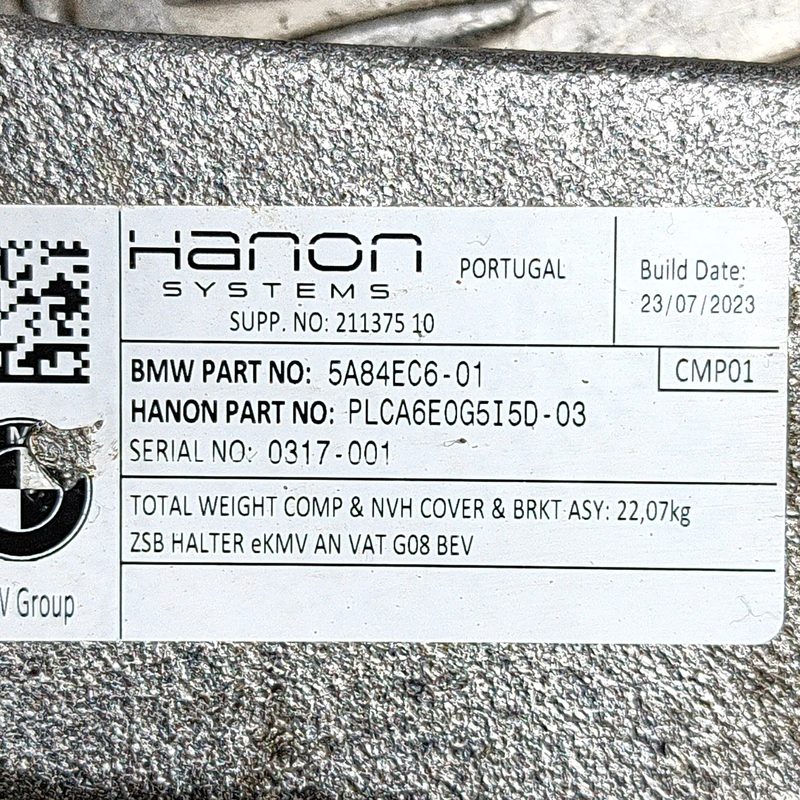 Hanon
SYSTEMS
PORTUGAL
SUPP. NO: 211375 10
Build Date:
23/07/2023
BMW PART NO: 5A84EC6-01
CMP01
HANON PART NO: PLCA6E0G5I5D-03
SERIAL NO: 0317-001
TOTAL WEIGHT COMP & NVH COVER & BRKT ASY: 22,07kg
ZSB HALTER eKMV AN VAT G08 BEV
W Group